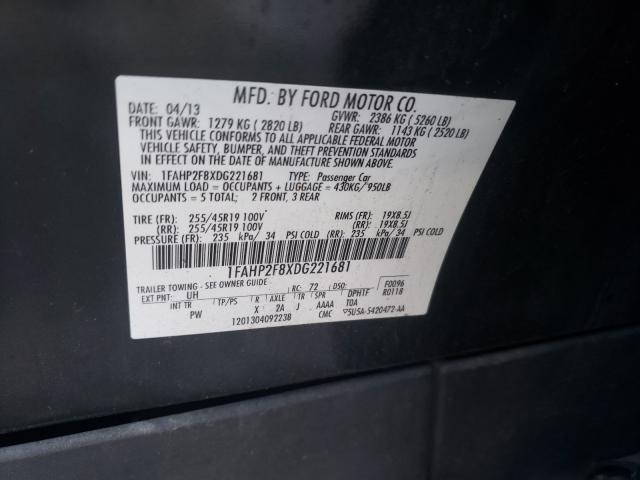 MFD. BY FORD MOTOR CO.
DATE: 04/13 GVWR: 2386 KG ( 5260 LB)
FRONT GAWR: 1279 KG ( 2820 LB) REAR GAWR: 1143 KG ( 2520 LB)
THIS VEHICLE CONFORMS TO ALL APPLICABLE FEDERAL MOTOR
VEHICLE SAFETY, BUMPER, AND THEFT PREVENTION STANDARDS
IN EFFECT ON THE DATE OF MANUFACTURE SHOWN ABOVE.
VIN: 1FAHP2F8XDG221681 TYPE: Passenger Car
MAXIMUM LOAD = OCCUPANTS + LUGGAGE = 430KG/950LB
OCCUPANTS = 5 TOTAL; 2 FRONT, 3 REAR
TIRE (FR): 255/45R19 100V RIMS (FR): 19X8.5J
(RR): 255/45R19 100V (RR): 19X8.5J
PRESSURE (FR): 235 kPa/ 34 PSI COLD (RR): 235 kPa/ 34 PSI COLD
1FAHP2F8XDG221681
TRAILER TOWING - SEE OWNER GUIDE
EXT PNT: UH RC: 72 DSO: F0096
INT TR TP/PS R AXLE TR SPR DPHTF R0118
PW X 2A J AAAA T0A
1201304092238 CMC 5U5A-5420472-AA